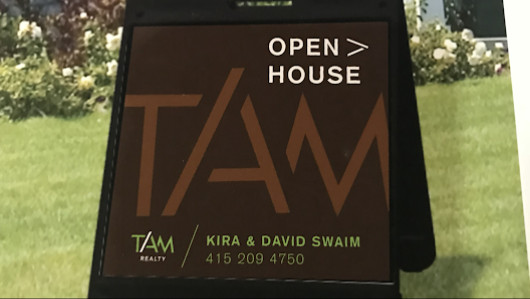 OPEN >
HOUSE
TAM
TAM
REALTY
KIRA & DAVID SWAIM
415 209 4750